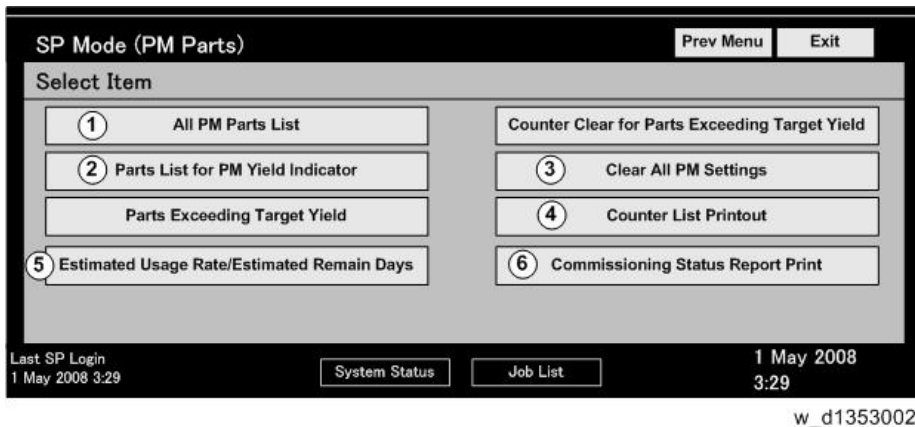 SP Mode (PM Parts)
Prev Menu
Exit
Select Item
1 All PM Parts List
Counter Clear for Parts Exceeding Target Yield
2 Parts List for PM Yield Indicator
3 Clear All PM Settings
Parts Exceeding Target Yield
4 Counter List Printout
5 Estimated Usage Rate/Estimated Remain Days
6 Commissioning Status Report Print
Last SP Login
1 May 2008 3:29
System Status
Job List
1 May 2008
3:29
w_d1353002